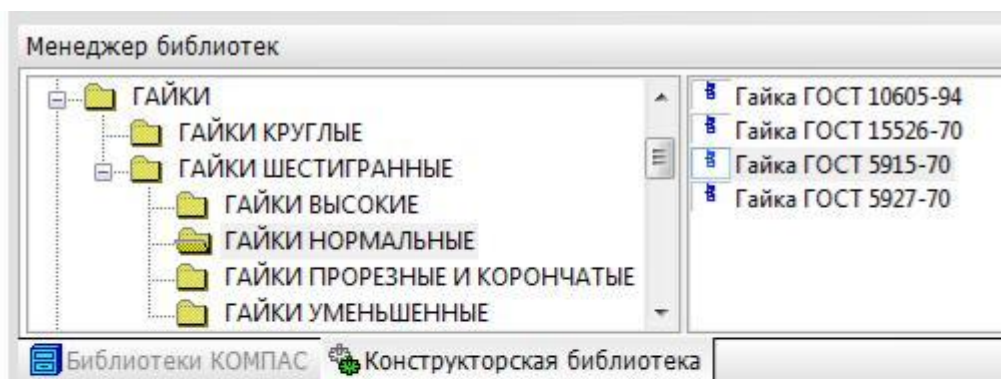 Менеджер библиотек
ГАЙКИ
ГАЙКИ КРУГЛЫЕ
ГАЙКИ ШЕСТИГРАННЫЕ
ГАЙКИ ВЫСОКИЕ
ГАЙКИ НОРМАЛЬНЫЕ
ГАЙКИ ПРОРЕЗНЫЕ И КОРОНЧАТЫЕ
ГАЙКИ УМЕНЬШЕННЫЕ
Гайка ГОСТ 10605-94
Гайка ГОСТ 15526-70
Гайка ГОСТ 5915-70
Гайка ГОСТ 5927-70
Библиотеки КОМПАС
Конструкторская библиотека